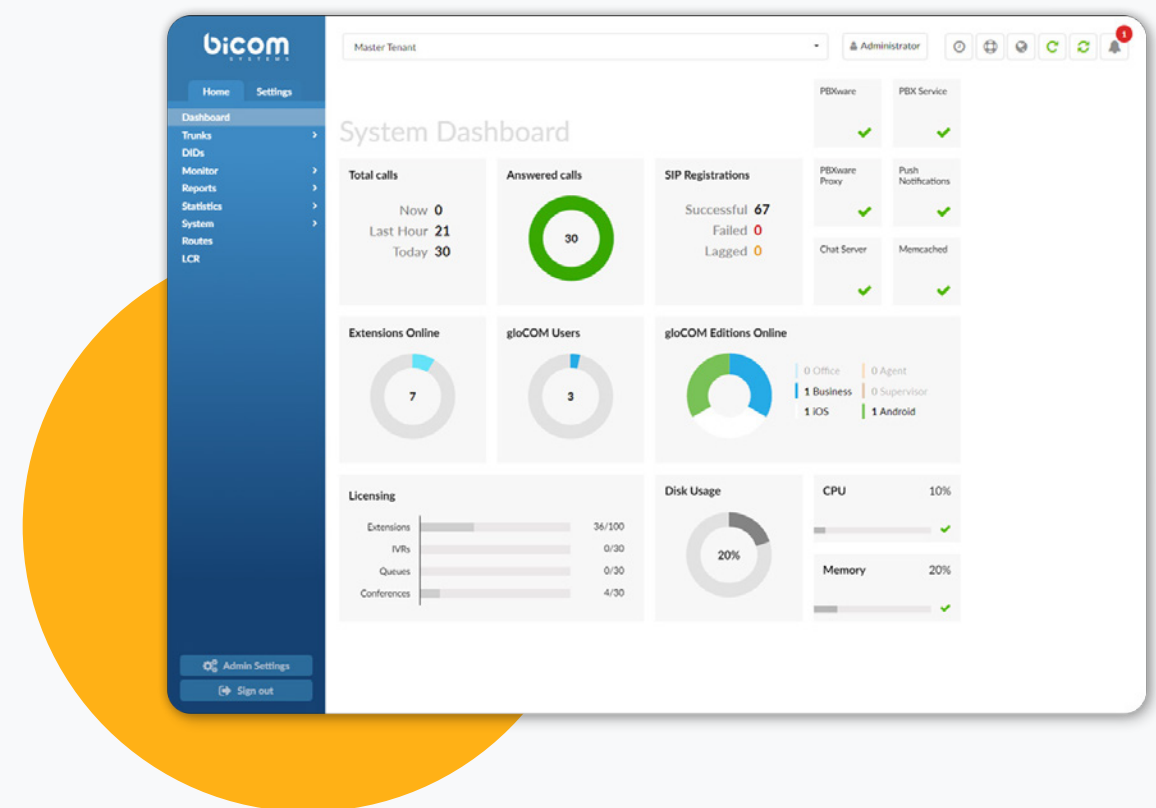 bicom
SYSTEMS
Home Settings
Dashboard
Trunks
DIDs
Monitor
Reports
Statistics
System
Routes
LCR
Admin Settings
Sign out
Master Tenant
Administrator
1
System Dashboard
PBXware
PBX Service
Total calls
Now 0
Last Hour 21
Today 30
Answered calls
30
SIP Registrations
Successful 67
Failed 0
Lagged 0
PBXware
Proxy
Push
Notifications
Chat Server
Memcached
Extensions Online
7
gloCOM Users
3
gloCOM Editions Online
0 Office 0 Agent
1 Business 0 Supervisor
1 iOS 1 Android
Licensing
Extensions 36/100
IVRs 0/30
Queues 0/30
Conferences 4/30
Disk Usage
20%
CPU 10%
Memory 20%